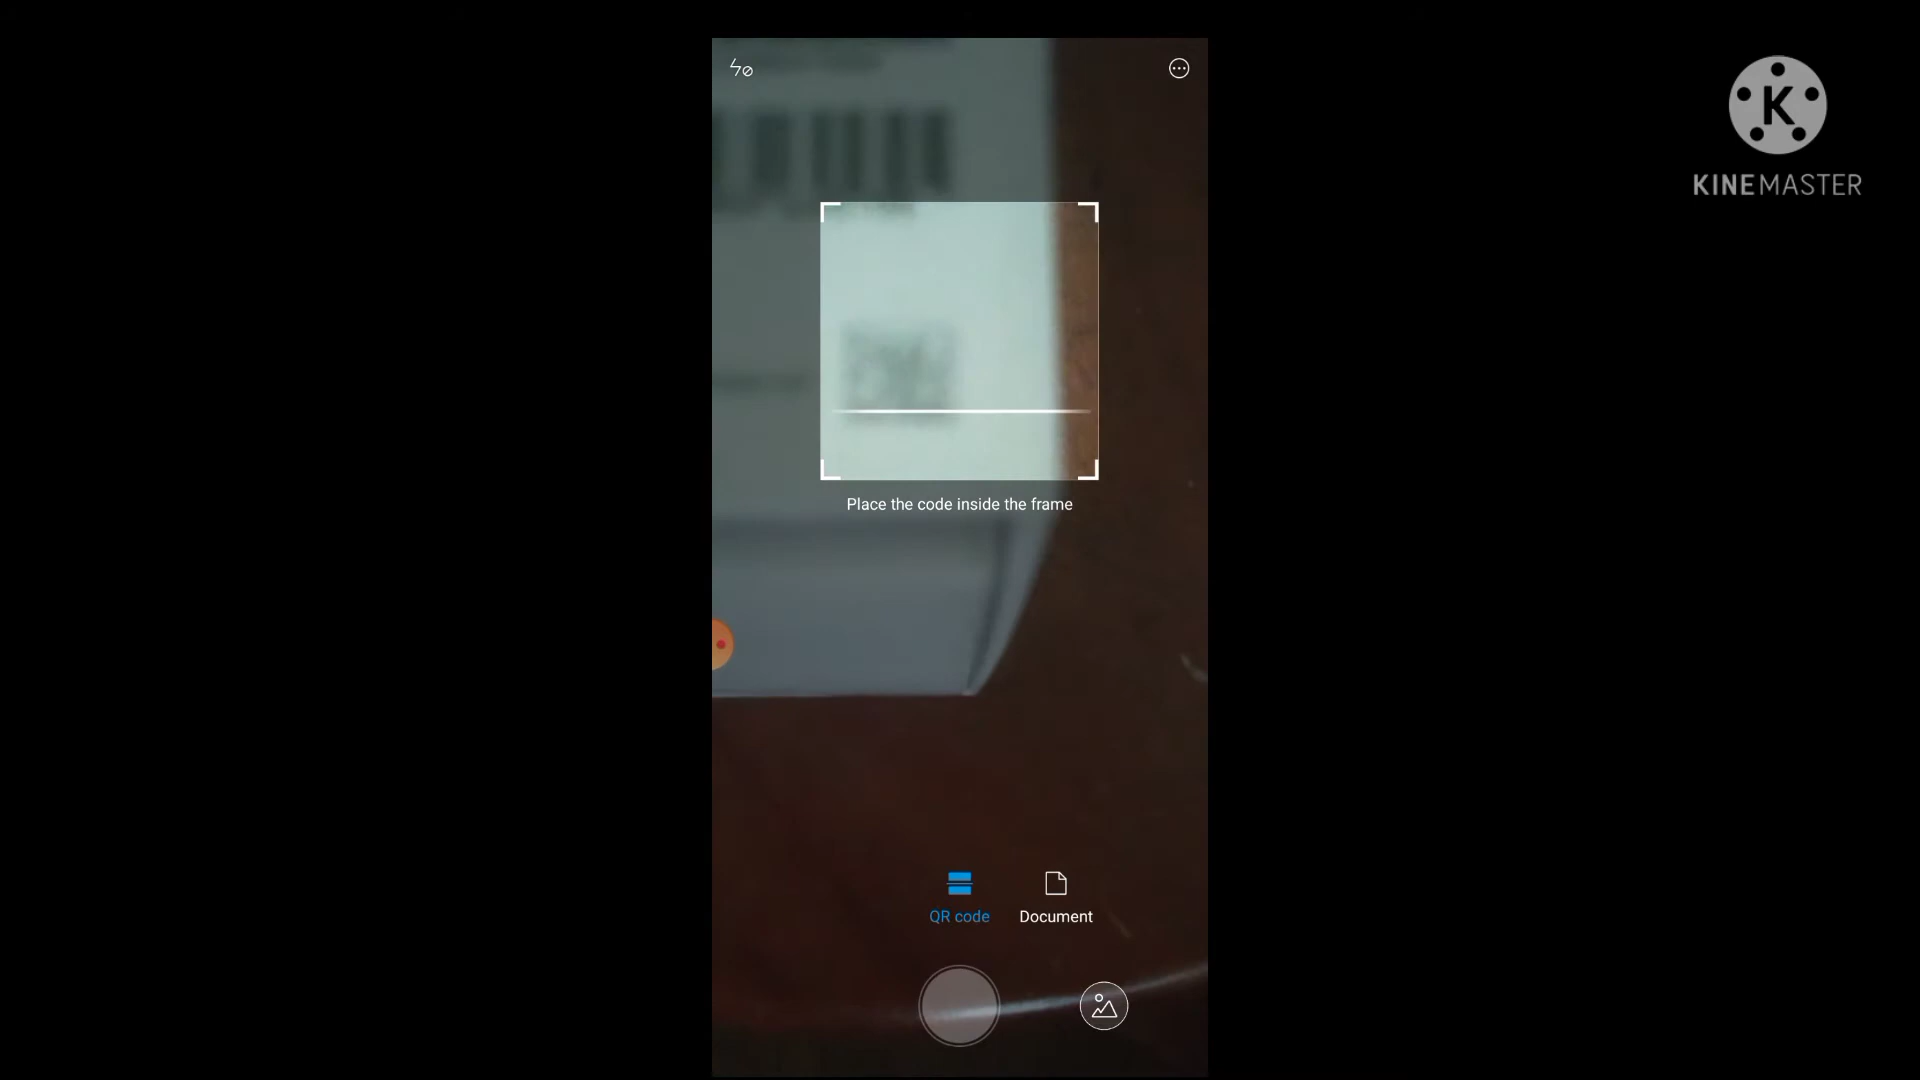 K
KINEMASTER
Place the code inside the frame
QR code
Document